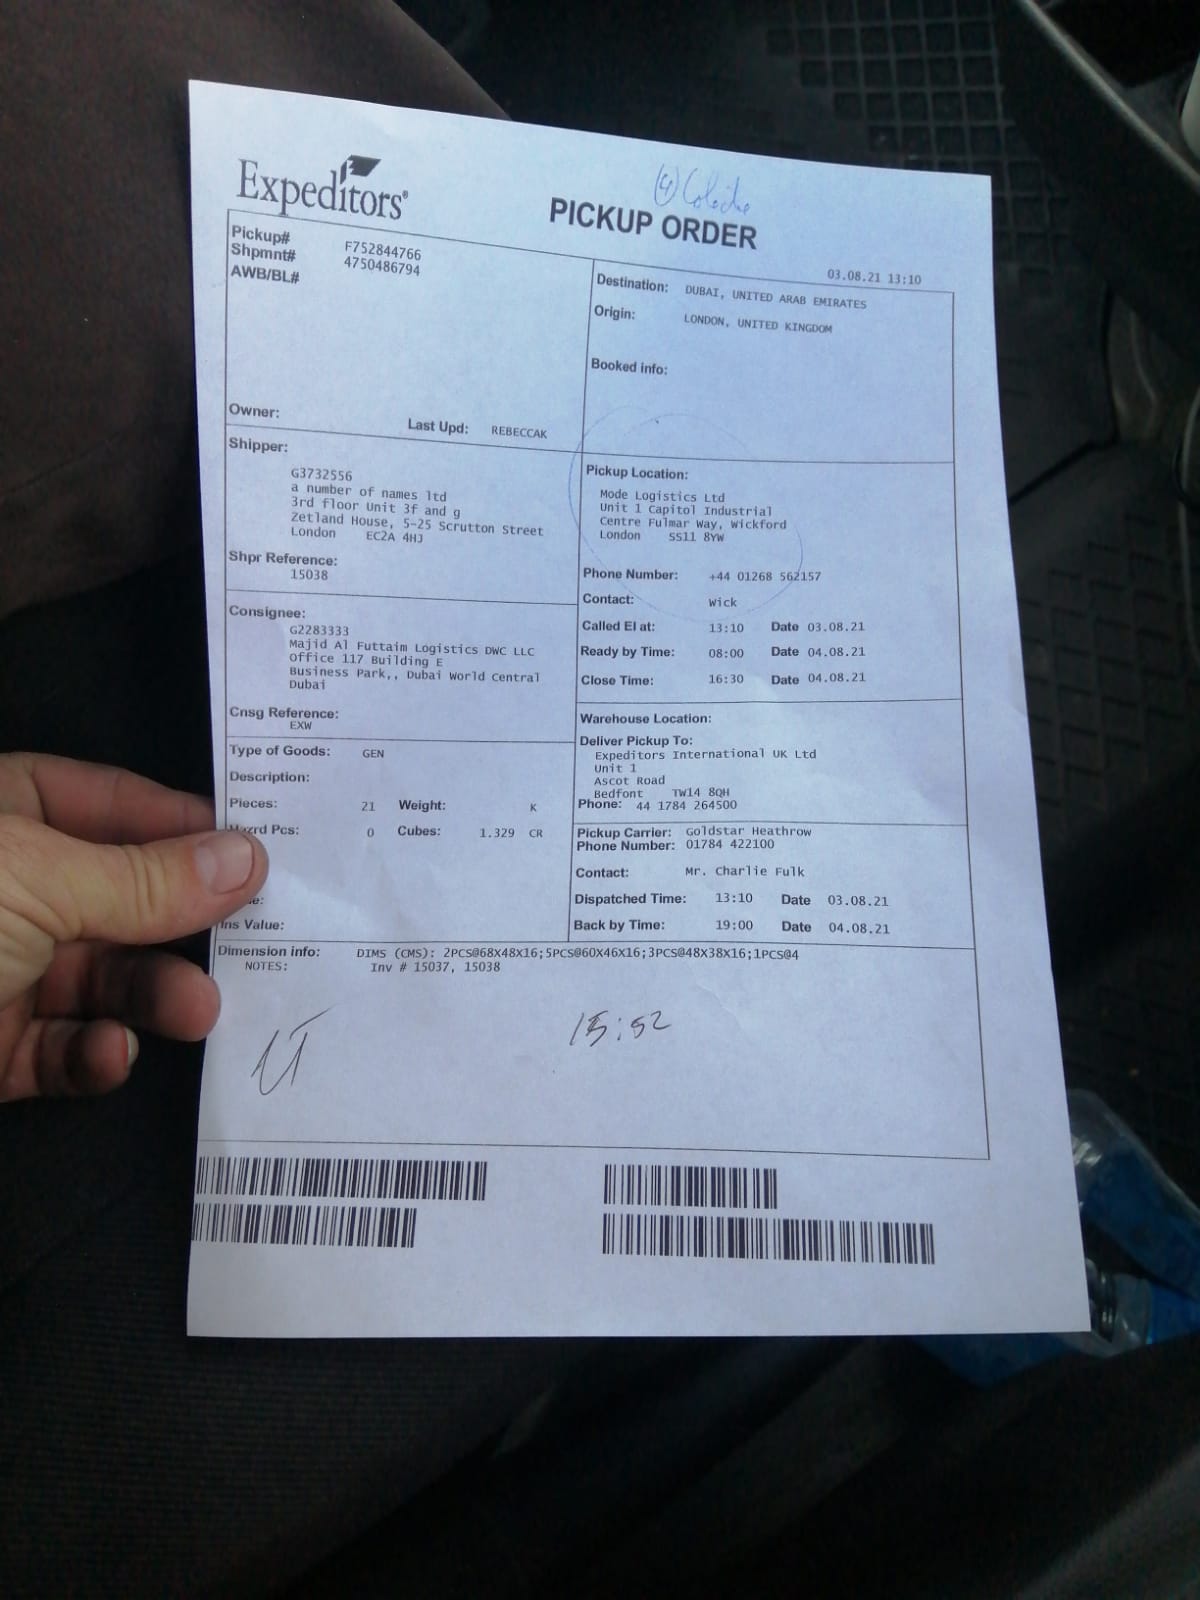 Expeditors®
PICKUP ORDER
03.08.21 13:10
Pickup# F752844766
Shpmnt# 4750486794
AWB/BL#
Owner:
Last Upd: REBECCAK
Destination: DUBAI, UNITED ARAB EMIRATES
Origin: LONDON, UNITED KINGDOM
Booked info:
Shipper:
G3732556
a number of names ltd
3rd floor Unit 3f and g
Zetland House, 5-25 Scrutton Street
London EC2A 4HJ
Shpr Reference:
15038
Consignee:
G2283333
Majid Al Futtaim Logistics DWC LLC
Office 117 Building E
Business Park,, Dubai World Central
Dubai
Cnsg Reference:
EXW
Type of Goods: GEN
Description:
Pieces: 21 Weight: K
Pcs: 0 Cubes: 1.329 CR
Ins Value:
Pickup Location:
Mode Logistics Ltd
Unit 1 Capitol Industrial
Centre Fulmar Way, Wickford
London SS11 8YW
Phone Number: +44 01268 562157
Contact: Wick
Called EI at: 13:10 Date 03.08.21
Ready by Time: 08:00 Date 04.08.21
Close Time: 16:30 Date 04.08.21
Warehouse Location:
Deliver Pickup To:
Expeditors International UK Ltd
Unit 1
Ascot Road
Bedfont TW14 8QH
Phone: 44 1784 264500
Pickup Carrier: Goldstar Heathrow
Phone Number: 01784 422100
Contact: Mr. Charlie Fulk
Dispatched Time: 13:10 Date 03.08.21
Back by Time: 19:00 Date 04.08.21
Dimension info: DIMS (CMS): 2PCS@68X48X16;5PCS@60X46X16;3PCS@48X38X16;1PCS@4
NOTES: Inv # 15037, 15038
15:52